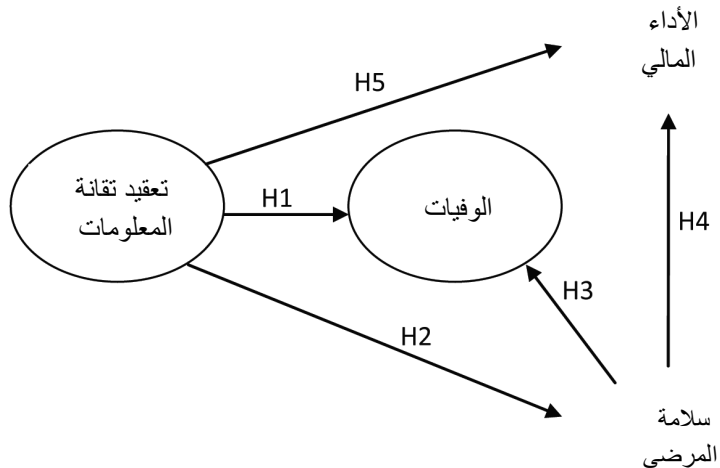 الأداء
المالي
H5
تعقيد تقانة
المعلومات
H1
الوفيات
H4
H3
H2
سلامة
المرضى